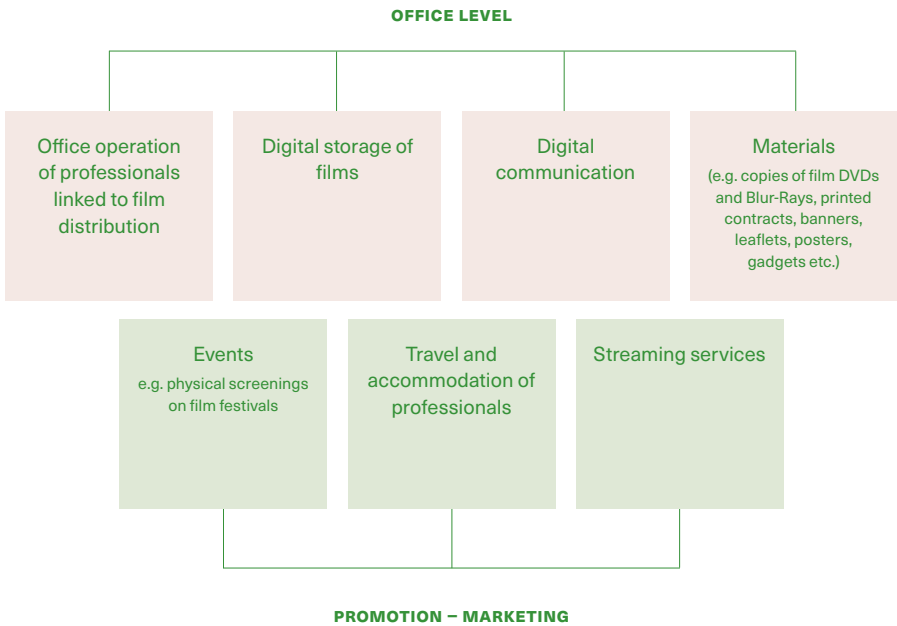 OFFICE LEVEL
Office operation
of professionals
linked to film
distribution
Digital storage of
films
Digital
communication
Materials
(e.g. copies of film DVDs
and Blur-Rays, printed
contracts, banners,
leaflets, posters,
gadgets etc.)
Events
e.g. physical screenings
on film festivals
Travel and
accommodation of
professionals
Streaming services
PROMOTION – MARKETING